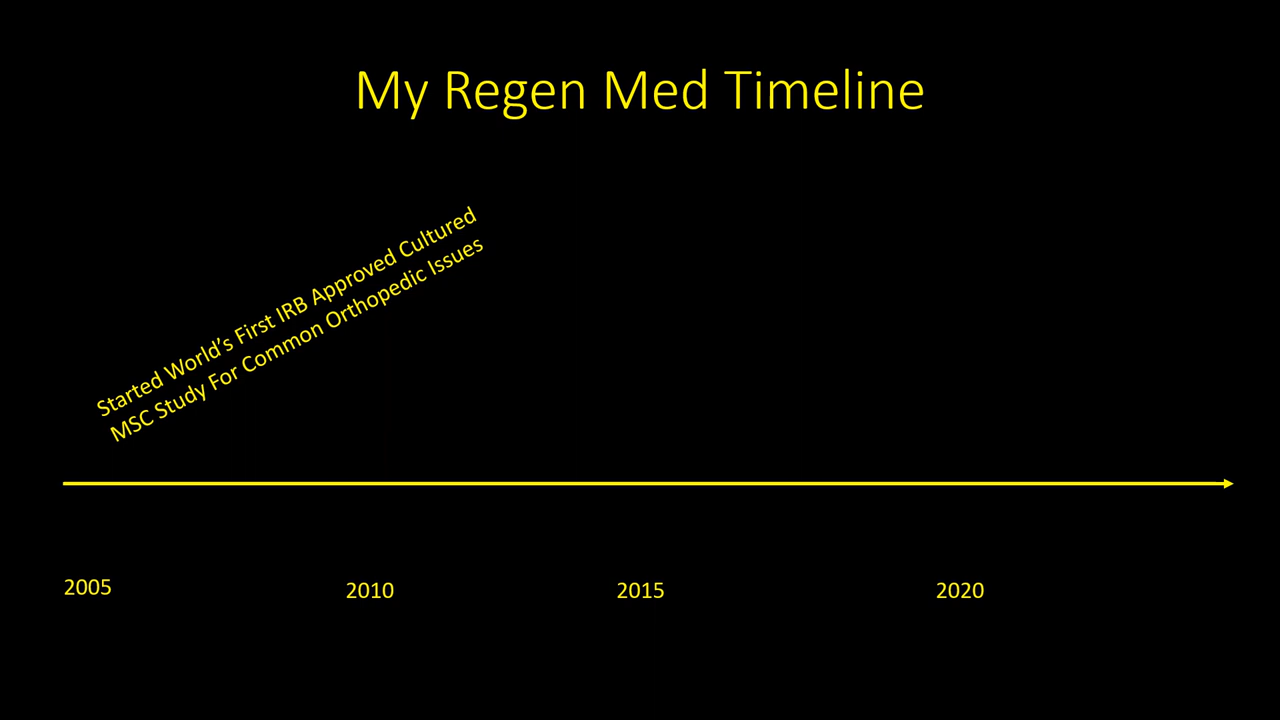 My Regen Med Timeline
Started World’s First IRB Approved Cultured
MSC Study For Common Orthopedic Issues
2005
2010
2015
2020